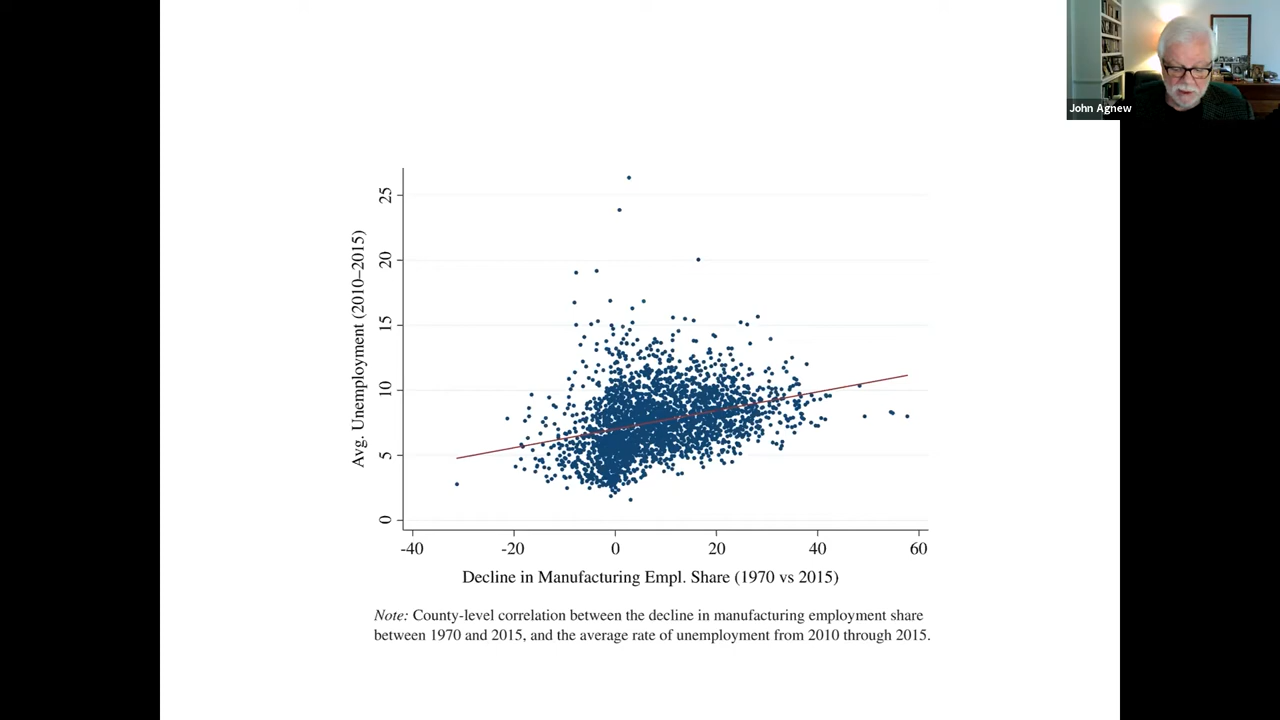 John Agnew
Avg. Unemployment (2010–2015)
25
20
15
10
5
0
-40 -20 0 20 40 60
Decline in Manufacturing Empl. Share (1970 vs 2015)
Note: County-level correlation between the decline in manufacturing employment share
between 1970 and 2015, and the average rate of unemployment from 2010 through 2015.